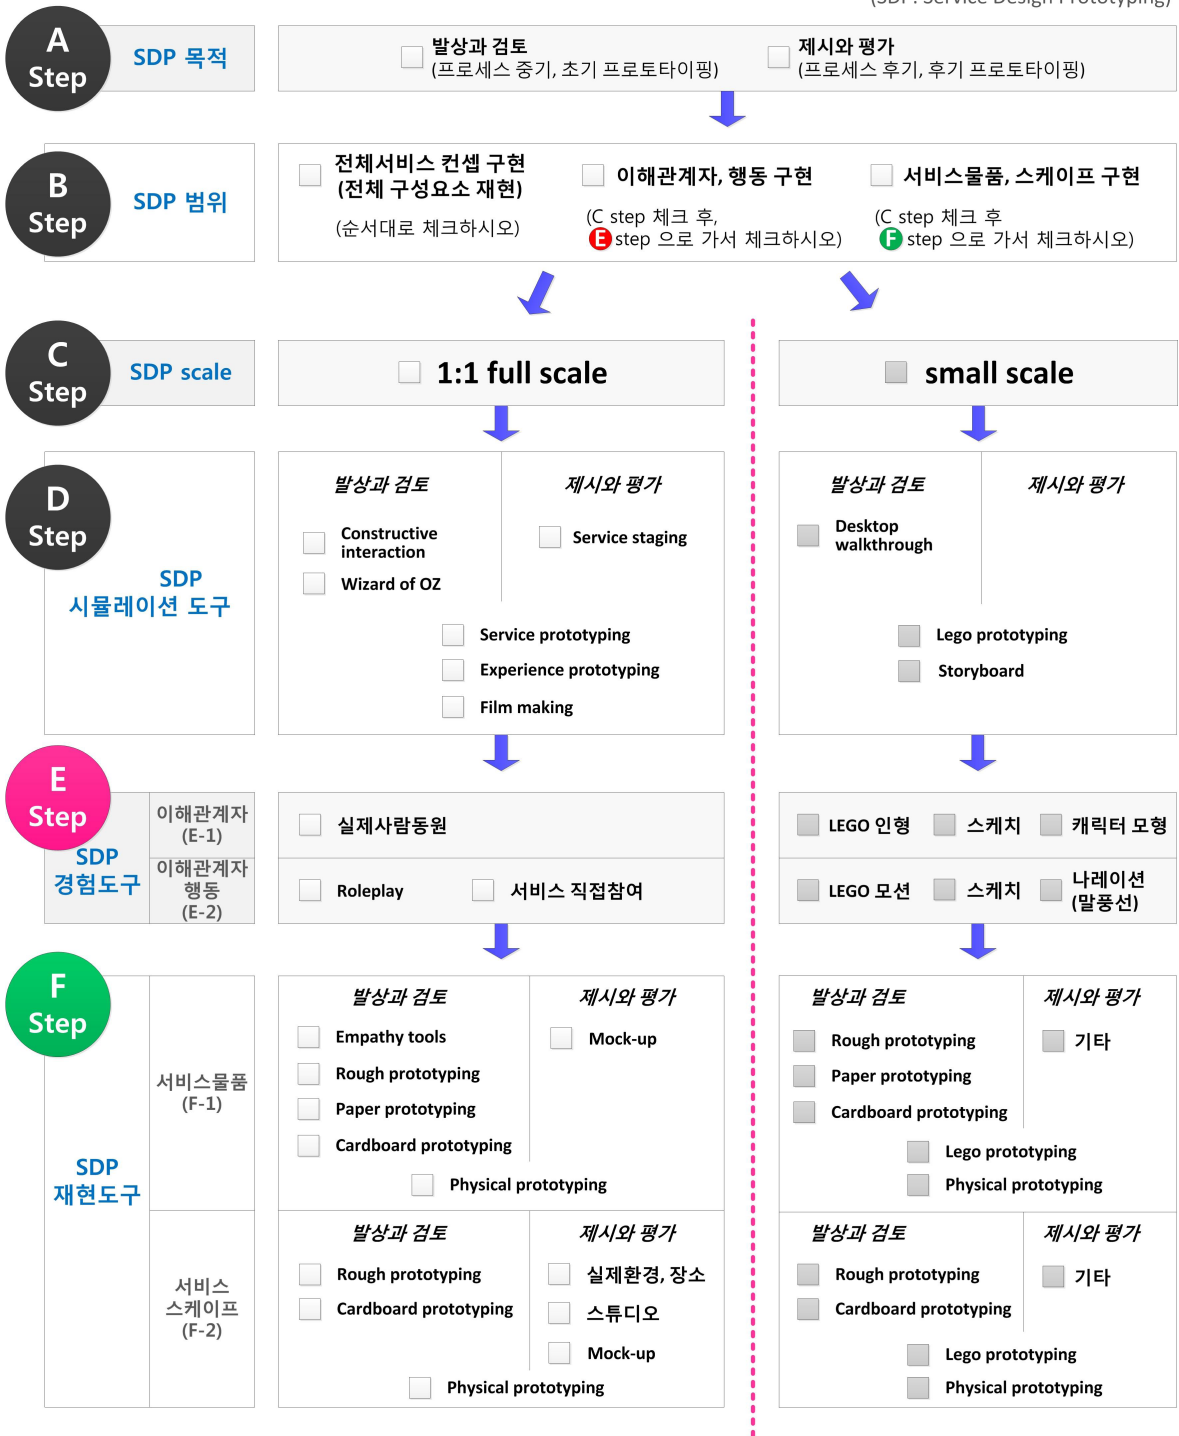 (SDP: Service Design Prototyping)
A
Step
SDP 목적
발상과 검토
(프로세스 중기, 초기 프로토타이핑)
제시와 평가
(프로세스 후기, 후기 프로토타이핑)
B
Step
SDP 범위
전체서비스 컨셉 구현
(전체 구성요소 재현)
(순서대로 체크하시오)
이해관계자, 행동 구현
(C step 체크 후,
E step 으로 가서 체크하시오)
서비스물품, 스케이프 구현
(C step 체크 후
F step 으로 가서 체크하시오)
C
Step
SDP scale
1:1 full scale
small scale
D
Step
SDP
시뮬레이션 도구
발상과 검토
제시와 평가
Constructive
interaction
Service staging
Wizard of OZ
Service prototyping
Experience prototyping
Film making
발상과 검토
제시와 평가
Desktop
walkthrough
Lego prototyping
Storyboard
E
Step
SDP
경험도구
이해관계자
(E-1)
이해관계자
행동
(E-2)
실제사람동원
Roleplay
서비스 직접참여
LEGO 인형
스케치
캐릭터 모형
LEGO 모션
스케치
나레이션
(말풍선)
F
Step
SDP
재현도구
서비스물품
(F-1)
발상과 검토
제시와 평가
Empathy tools
Mock-up
Rough prototyping
Paper prototyping
Cardboard prototyping
Physical prototyping
발상과 검토
제시와 평가
Rough prototyping
기타
Paper prototyping
Cardboard prototyping
Lego prototyping
Physical prototyping
서비스
스케이프
(F-2)
발상과 검토
제시와 평가
Rough prototyping
실제환경, 장소
Cardboard prototyping
스튜디오
Mock-up
Physical prototyping
발상과 검토
제시와 평가
Rough prototyping
기타
Cardboard prototyping
Lego prototyping
Physical prototyping